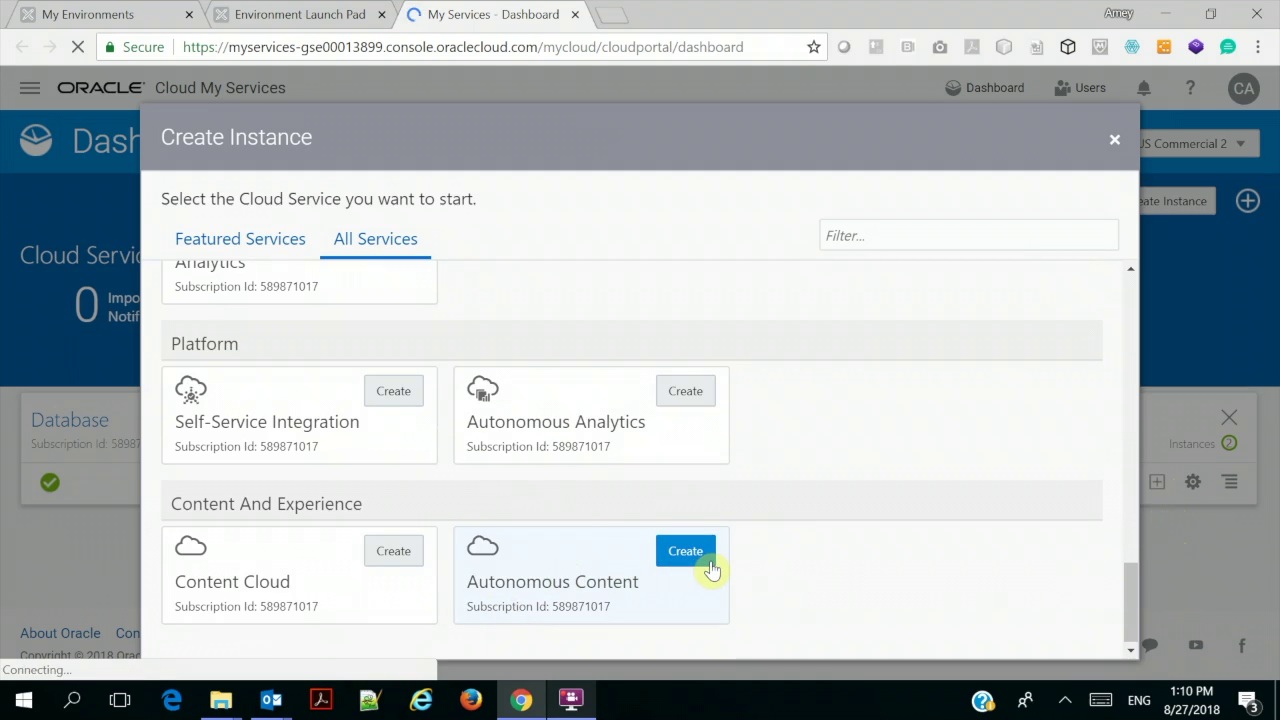 My Environments
Environment Launch Pad
My Services - Dashboard
Amey
Secure
https://myservices-gse00013899.console.oraclecloud.com/mycloud/cloudportal/dashboard
ORACLE Cloud My Services
Dashboard
Users
?
CA
Dash
US Commercial 2
Create Instance
×
Select the Cloud Service you want to start.
eate Instance
Featured Services
All Services
Filter...
Cloud Servic
Analytics
Subscription Id: 589871017
0
Impo
Notif
Platform
Create
Create
Self-Service Integration
Autonomous Analytics
Subscription Id: 589871017
Subscription Id: 589871017
Database
Subscription Id: 58987
Instances 2
Content And Experience
Create
Create
Content Cloud
Autonomous Content
Subscription Id: 589871017
Subscription Id: 589871017
About Oracle
Con
Copyright © 2018 Orac
Connecting...
ENG
1:10 PM
8/27/2018
3